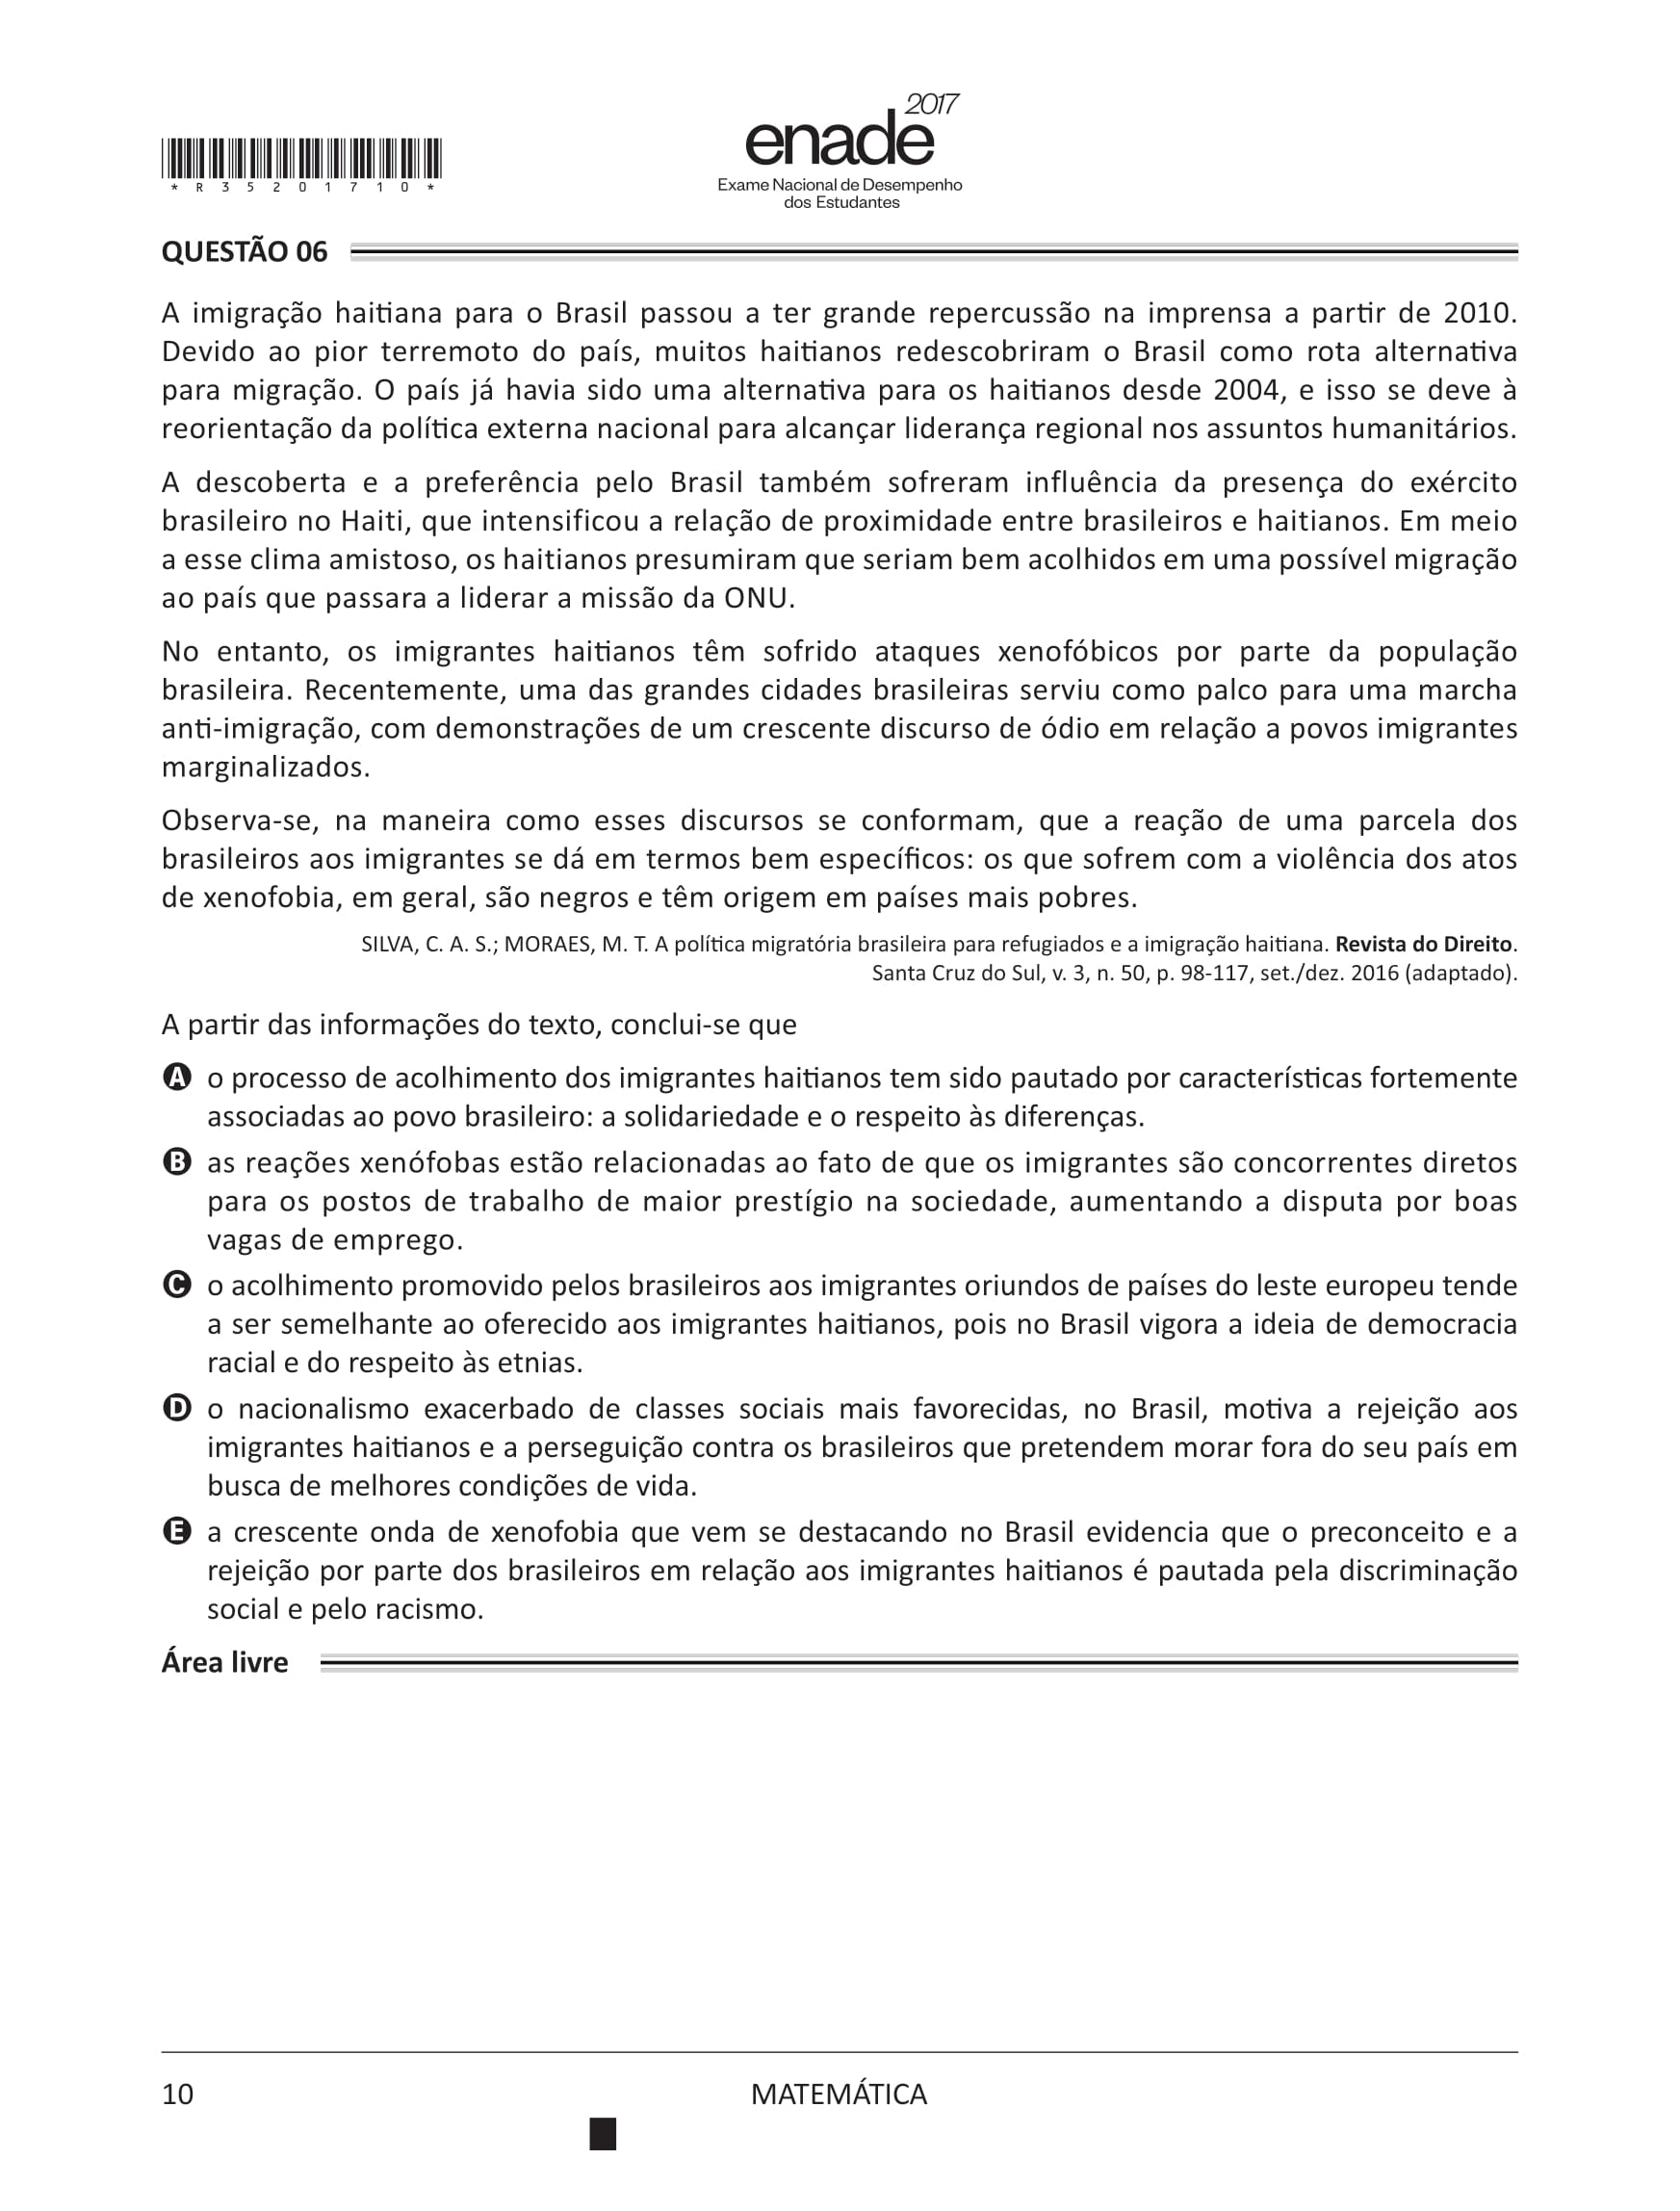 2017
enade
Exame Nacional de Desempenho
dos Estudantes
* R 3 5 2 0 1 7 1 0 *
QUESTÃO 06
A imigração haitiana para o Brasil passou a ter grande repercussão na imprensa a partir de 2010.
Devido ao pior terremoto do país, muitos haitianos redescobriram o Brasil como rota alternativa
para migração. O país já havia sido uma alternativa para os haitianos desde 2004, e isso se deve à
reorientação da política externa nacional para alcançar liderança regional nos assuntos humanitários.
A descoberta e a preferência pelo Brasil também sofreram influência da presença do exército
brasileiro no Haiti, que intensificou a relação de proximidade entre brasileiros e haitianos. Em meio
a esse clima amistoso, os haitianos presumiram que seriam bem acolhidos em uma possível migração
ao país que passara a liderar a missão da ONU.
No entanto, os imigrantes haitianos têm sofrido ataques xenofóbicos por parte da população
brasileira. Recentemente, uma das grandes cidades brasileiras serviu como palco para uma marcha
anti-imigração, com demonstrações de um crescente discurso de ódio em relação a povos imigrantes
marginalizados.
Observa-se, na maneira como esses discursos se conformam, que a reação de uma parcela dos
brasileiros aos imigrantes se dá em termos bem específicos: os que sofrem com a violência dos atos
de xenofobia, em geral, são negros e têm origem em países mais pobres.
SILVA, C. A. S.; MORAES, M. T. A política migratória brasileira para refugiados e a imigração haitiana. Revista do Direito.
Santa Cruz do Sul, v. 3, n. 50, p. 98-117, set./dez. 2016 (adaptado).
A partir das informações do texto, conclui-se que
A o processo de acolhimento dos imigrantes haitianos tem sido pautado por características fortemente
associadas ao povo brasileiro: a solidariedade e o respeito às diferenças.
B as reações xenófobas estão relacionadas ao fato de que os imigrantes são concorrentes diretos
para os postos de trabalho de maior prestígio na sociedade, aumentando a disputa por boas
vagas de emprego.
C o acolhimento promovido pelos brasileiros aos imigrantes oriundos de países do leste europeu tende
a ser semelhante ao oferecido aos imigrantes haitianos, pois no Brasil vigora a ideia de democracia
racial e do respeito às etnias.
D o nacionalismo exacerbado de classes sociais mais favorecidas, no Brasil, motiva a rejeição aos
imigrantes haitianos e a perseguição contra os brasileiros que pretendem morar fora do seu país em
busca de melhores condições de vida.
E a crescente onda de xenofobia que vem se destacando no Brasil evidencia que o preconceito e a
rejeição por parte dos brasileiros em relação aos imigrantes haitianos é pautada pela discriminação
social e pelo racismo.
Área livre
10
MATEMÁTICA